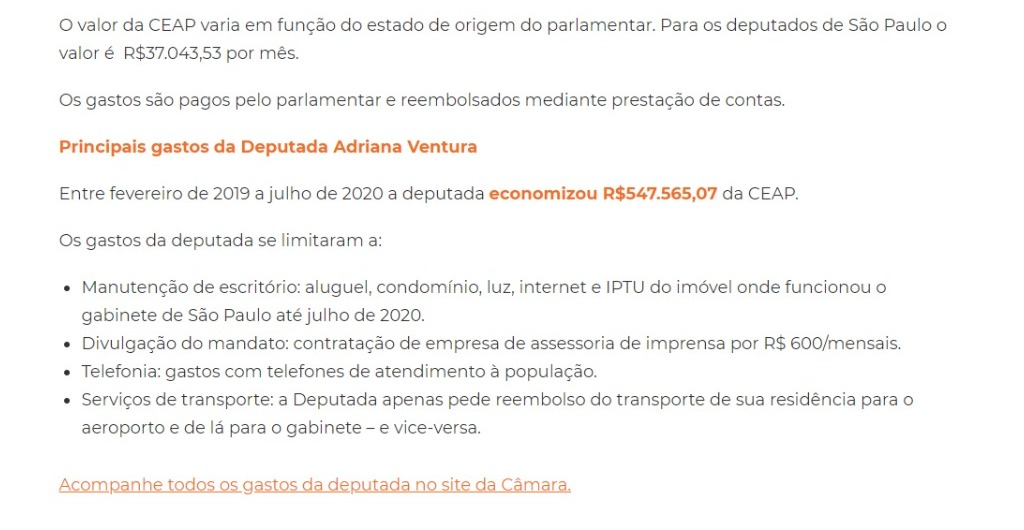 O valor da CEAP varia em função do estado de origem do parlamentar. Para os deputados de São Paulo o
valor é  R$37.043,53 por mês.
Os gastos são pagos pelo parlamentar e reembolsados mediante prestação de contas.
Principais gastos da Deputada Adriana Ventura
Entre fevereiro de 2019 a julho de 2020 a deputada economizou R$547.565,07 da CEAP.
Os gastos da deputada se limitaram a:
• Manutenção de escritório: aluguel, condomínio, luz, internet e IPTU do imóvel onde funcionou o
gabinete de São Paulo até julho de 2020.
• Divulgação do mandato: contratação de empresa de assessoria de imprensa por R$ 600/mensais.
• Telefonia: gastos com telefones de atendimento à população.
• Serviços de transporte: a Deputada apenas pede reembolso do transporte de sua residência para o
aeroporto e de lá para o gabinete – e vice-versa.
Acompanhe todos os gastos da deputada no site da Câmara.